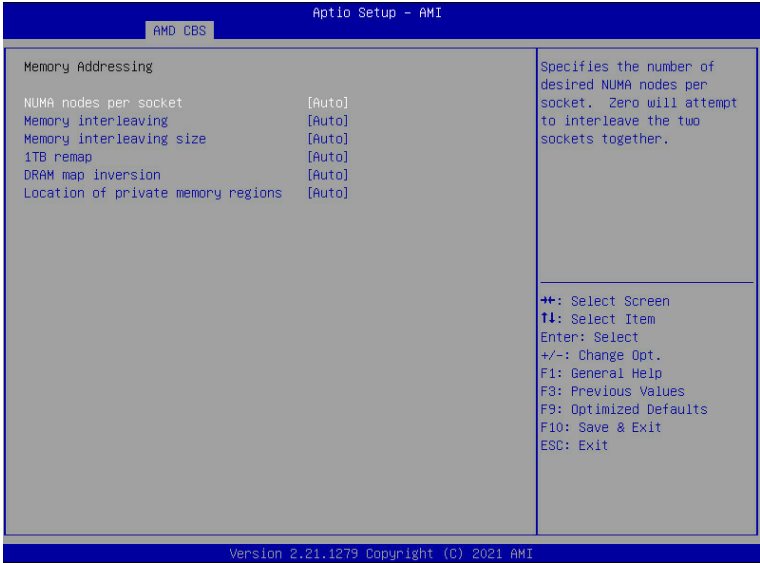 Aptio Setup – AMI
AMD CBS
Memory Addressing
NUMA nodes per socket [Auto]
Memory interleaving [Auto]
Memory interleaving size [Auto]
1TB remap [Auto]
DRAM map inversion [Auto]
Location of private memory regions [Auto]
Specifies the number of
desired NUMA nodes per
socket. Zero will attempt
to interleave the two
sockets together.
→←: Select Screen
↑↓: Select Item
Enter: Select
+/-: Change Opt.
F1: General Help
F3: Previous Values
F9: Optimized Defaults
F10: Save & Exit
ESC: Exit
Version 2.21.1279 Copyright (C) 2021 AMI